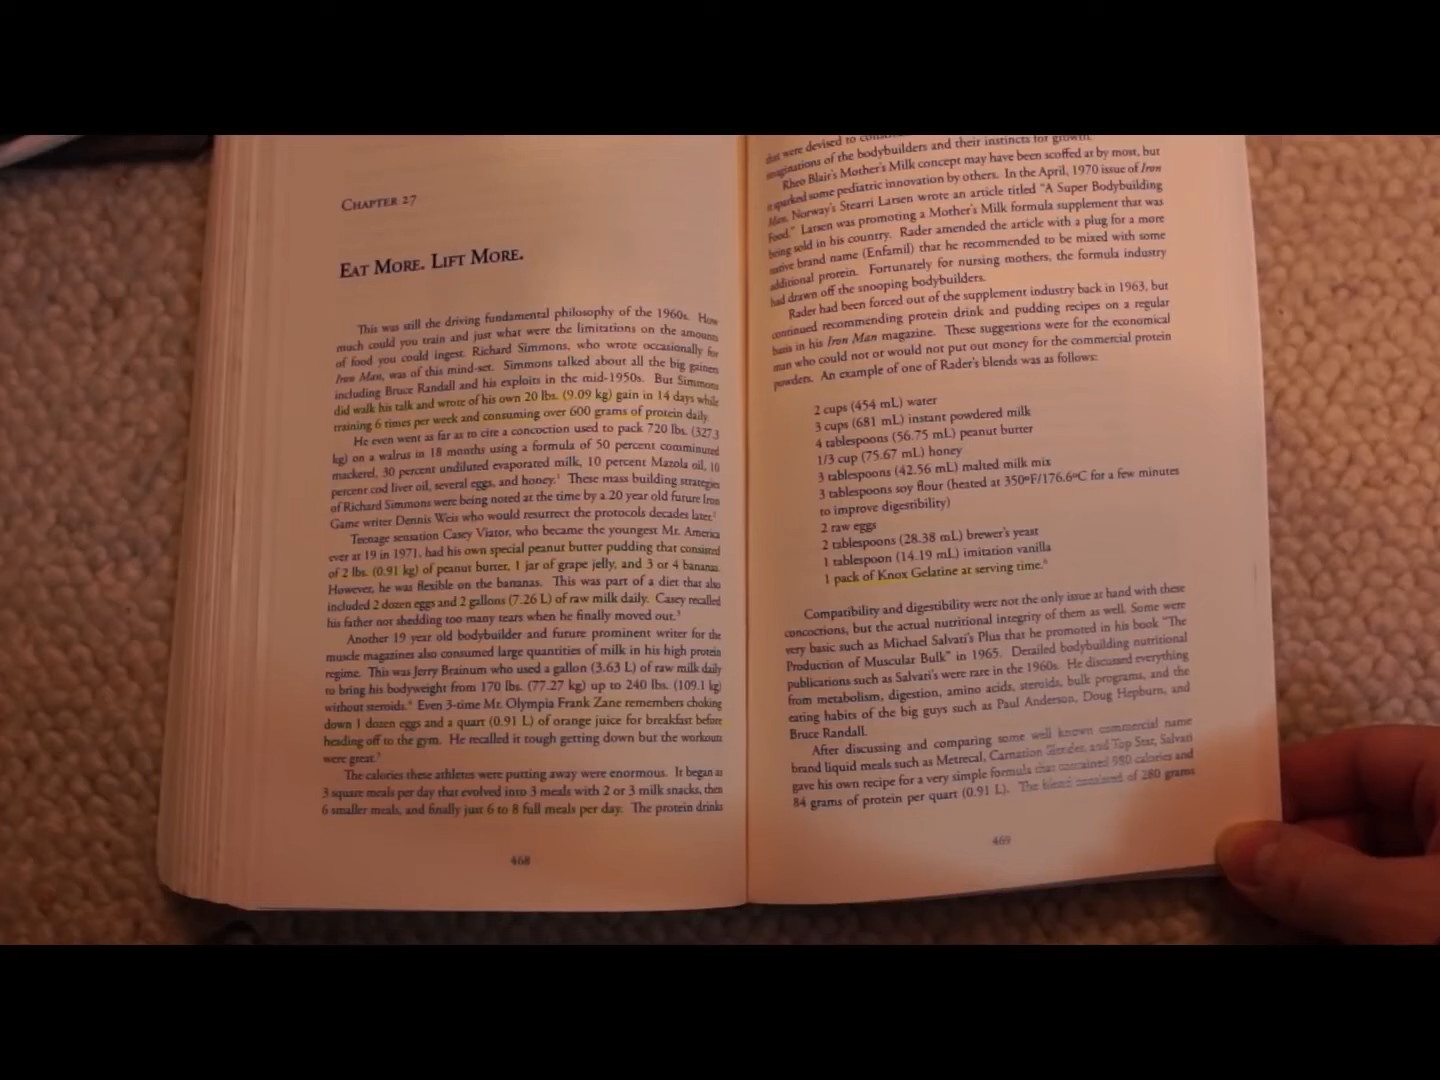 CHAPTER 27
EAT MORE. LIFT MORE.
This was still the driving fundamental philosophy of the 1960s. How
much could you train and just what were the limitations on the amounts
of food you could ingest. Richard Simmons, who wrote occasionally for
Iron Man, was of this mind-set. Simmons talked about all the big gainers
including Bruce Randall and his exploits in the mid-1950s. But Simmons
did walk his talk and wrote of his own 20 lbs. (9.09 kg) gain in 14 days while
training 6 times per week and consuming over 600 grams of protein daily.
He even went as far as to cite a concoction used to pack 720 lbs. (327.3
kg) on a walrus in 18 months using a formula of 50 percent comminuted
mackerel, 30 percent undiluted evaporated milk, 10 percent Mazola oil, 10
percent cod liver oil, several eggs, and honey.¹ These mass building strategies
of Richard Simmons were being noted at the time by a 20 year old future Iron
Game writer Dennis Weis who would resurrect the protocols decades later.²
Teenage sensation Casey Viator, who became the youngest Mr. America
ever at 19 in 1971, had his own special peanut butter pudding that consisted
of 2 lbs. (0.91 kg) of peanut butter, 1 jar of grape jelly, and 3 or 4 bananas.
However, he was flexible on the bananas. This was part of a diet that also
included 2 dozen eggs and 2 gallons (7.26 L) of raw milk daily. Casey recalled
his father not shedding too many tears when he finally moved out.³
Another 19 year old bodybuilder and future prominent writer for the
muscle magazines also consumed large quantities of milk in his high protein
regime. This was Jerry Brainum who used a gallon (3.63 L) of raw milk daily
to bring his bodyweight from 170 lbs. (77.27 kg) up to 240 lbs. (109.1 kg)
without steroids.⁴ Even 3-time Mr. Olympia Frank Zane remembers choking
down 1 dozen eggs and a quart (0.91 L) of orange juice for breakfast before
heading off to the gym. He recalled it tough getting down but the workouts
were great.⁵
The calories these athletes were putting away were enormous. It began as
3 square meals per day that evolved into 3 meals with 2 or 3 milk snacks, then
6 smaller meals, and finally just 6 to 8 full meals per day. The protein drinks
468
that were devised to
imaginations of the bodybuilders and their instincts for growth.
Rheo Blair's Mother's Milk concept may have been scoffed at by most, but
it sparked some pediatric innovation by others. In the April, 1970 issue of Iron
Man, Norway's Stearri Larsen wrote an article titled "A Super Bodybuilding
Food." Larsen was promoting a Mother's Milk formula supplement that was
being sold in his country. Rader amended the article with a plug for a more
native brand name (Enfamil) that he recommended to be mixed with some
additional protein. Fortunately for nursing mothers, the formula industry
had drawn off the snooping bodybuilders.
Rader had been forced out of the supplement industry back in 1963, but
continued recommending protein drink and pudding recipes on a regular
basis in his Iron Man magazine. These suggestions were for the economical
man who could not or would not put out money for the commercial protein
powders. An example of one of Rader's blends was as follows:
2 cups (454 mL) water
3 cups (681 mL) instant powdered milk
4 tablespoons (56.75 mL) peanut butter
1/3 cup (75.67 mL) honey
3 tablespoons (42.56 mL) malted milk mix
3 tablespoons soy flour (heated at 350ºF/176.6ºC for a few minutes
to improve digestibility)
2 raw eggs
2 tablespoons (28.38 mL) brewer's yeast
1 tablespoon (14.19 mL) imitation vanilla
1 pack of Knox Gelatine at serving time.⁶
Compatibility and digestibility were not the only issue at hand with these
concoctions, but the actual nutritional integrity of them as well. Some were
very basic such as Michael Salvati's Plus that he promoted in his book "The
Production of Muscular Bulk" in 1965. Detailed bodybuilding nutritional
publications such as Salvati's were rare in the 1960s. He discussed everything
from metabolism, digestion, amino acids, steroids, bulk programs, and the
eating habits of the big guys such as Paul Anderson, Doug Hepburn, and
Bruce Randall.
After discussing and comparing some well known commercial name
brand liquid meals such as Metrecal, Carnation Slender, and Top Star, Salvati
gave his own recipe for a very simple formula that contained 980 calories and
84 grams of protein per quart (0.91 L). The blend consisted of 280 grams
469